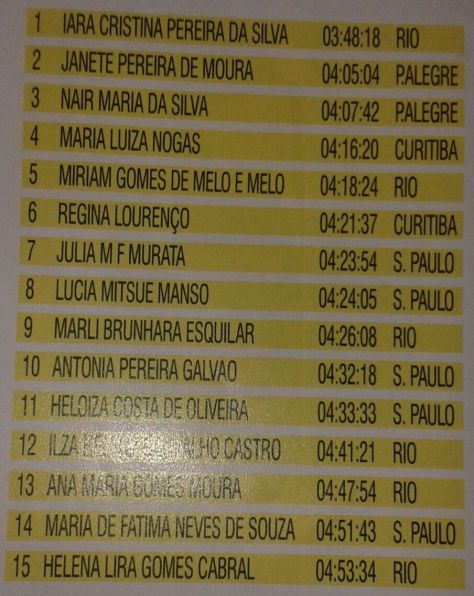 1 IARA CRISTINA PEREIRA DA SILVA 03:48:18 RIO
2 JANETE PEREIRA DE MOURA 04:05:04 P.ALEGRE
3 NAIR MARIA DA SILVA 04:07:42 P.ALEGRE
4 MARIA LUIZA NOGAS 04:16:20 CURITIBA
5 MIRIAM GOMES DE MELO E MELO 04:18:24 RIO
6 REGINA LOURENÇO 04:21:37 CURITIBA
7 JULIA M F MURATA 04:23:54 S. PAULO
8 LUCIA MITSUE MANSO 04:24:05 S. PAULO
9 MARLI BRUNHARA ESQUILAR 04:26:08 RIO
10 ANTONIA PEREIRA GALVAO 04:32:18 S. PAULO
11 HELOIZA COSTA DE OLIVEIRA 04:33:33 S. PAULO
12 ILZA CASTRO 04:41:21 RIO
13 ANA MARIA GOMES MOURA 04:47:54 RIO
14 MARIA DE FATIMA NEVES DE SOUZA 04:51:43 S. PAULO
15 HELENA LIRA GOMES CABRAL 04:53:34 RIO